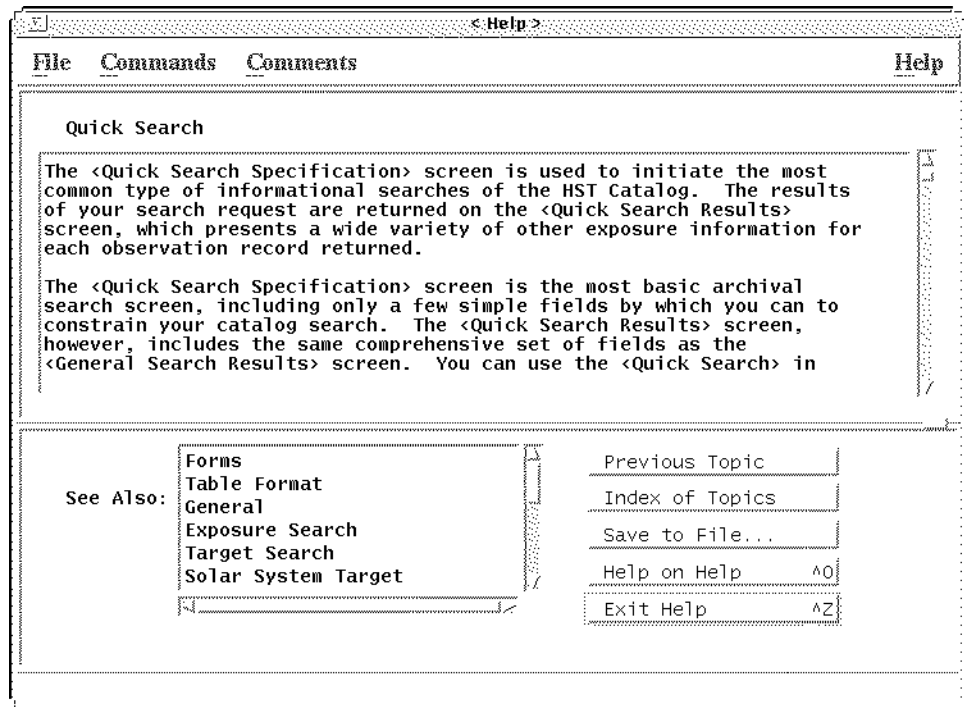 < Help >
File Commands Comments Help
Quick Search
The <Quick Search Specification> screen is used to initiate the most
common type of informational searches of the HST Catalog. The results
of your search request are returned on the <Quick Search Results>
screen, which presents a wide variety of other exposure information for
each observation record returned.
The <Quick Search Specification> screen is the most basic archival
search screen, including only a few simple fields by which you can to
constrain your catalog search. The <Quick Search Results> screen,
however, includes the same comprehensive set of fields as the
<General Search Results> screen. You can use the <Quick Search> in
See Also:
Forms
Table Format
General
Exposure Search
Target Search
Solar System Target
Previous Topic
Index of Topics
Save to File...
Help on Help ^O
Exit Help ^Z